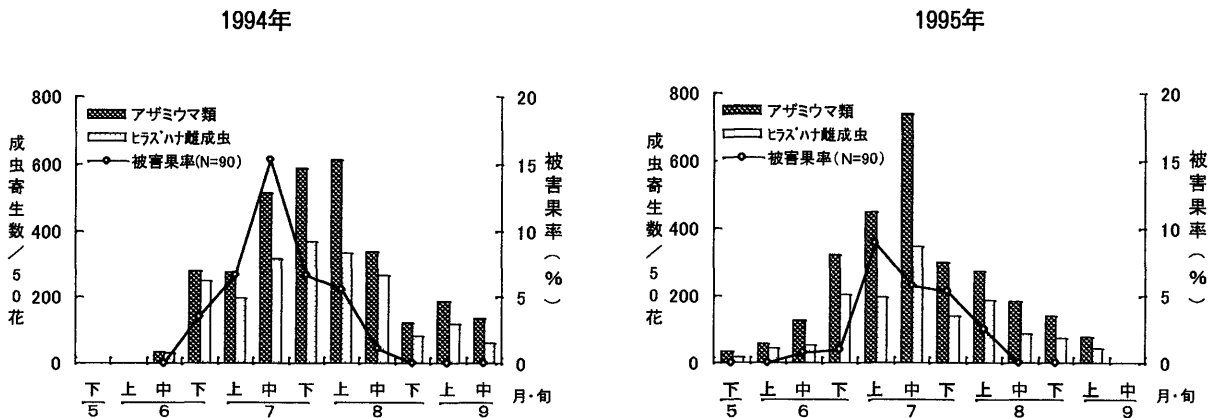 1994年
800
600
400
200
0
成虫寄生数/50花
アザミウマ類
ヒラズハナ雌成虫
被害果率(N=90)
20
15
10
5
0
被害果率(%)
下 上 中 下 上 中 下 上 中 下 上 中 月・旬
5 6 7 8 9
1995年
800
600
400
200
0
成虫寄生数/50花
アザミウマ類
ヒラズハナ雌成虫
被害果率(N=90)
20
15
10
5
0
被害果率(%)
下 上 中 下 上 中 下 上 中 下 上 中 月・旬
5 6 7 8 9